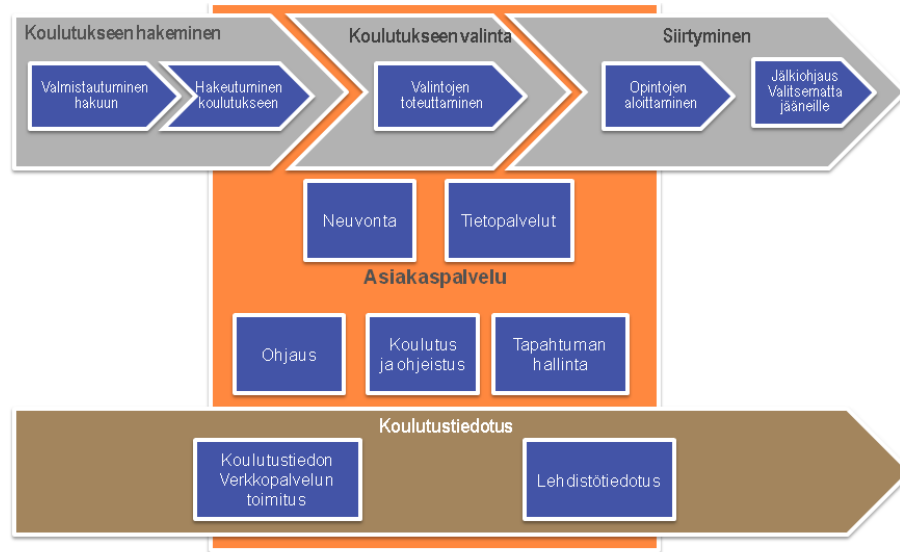 Koulutukseen hakeminen
Koulutukseen valinta
Siirtyminen
Valmistautuminen
hakuun
Hakeutuminen
koulutukseen
Valintojen
toteuttaminen
Opintojen
aloittaminen
Jälkiohjaus
Valitsematta
jääneille
Neuvonta
Tietopalvelut
Asiakaspalvelu
Ohjaus
Koulutus
ja ohjeistus
Tapahtuman
hallinta
Koulutustiedotus
Koulutustiedon
Verkkopalvelun
toimitus
Lehdistötiedotus